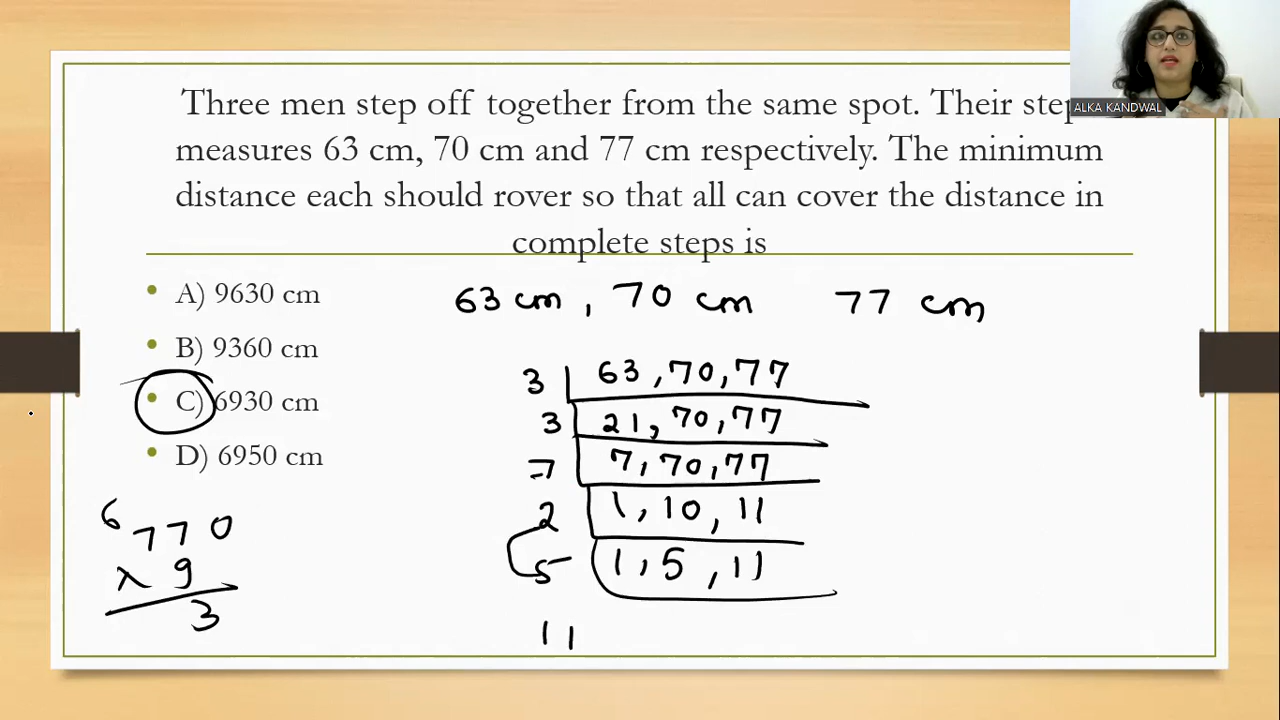 Three men step off together from the same spot. Their step
measures 63 cm, 70 cm and 77 cm respectively. The minimum
distance each should rover so that all can cover the distance in
complete steps is
ALKA KANDWAL
A) 9630 cm
B) 9360 cm
C) 6930 cm
D) 6950 cm
63 cm, 70 cm 77 cm
3 63, 70, 77
3 21, 70, 77
7 7, 70, 77
2 1, 10, 11
5 1, 5, 11
11
6
770
x 9
3